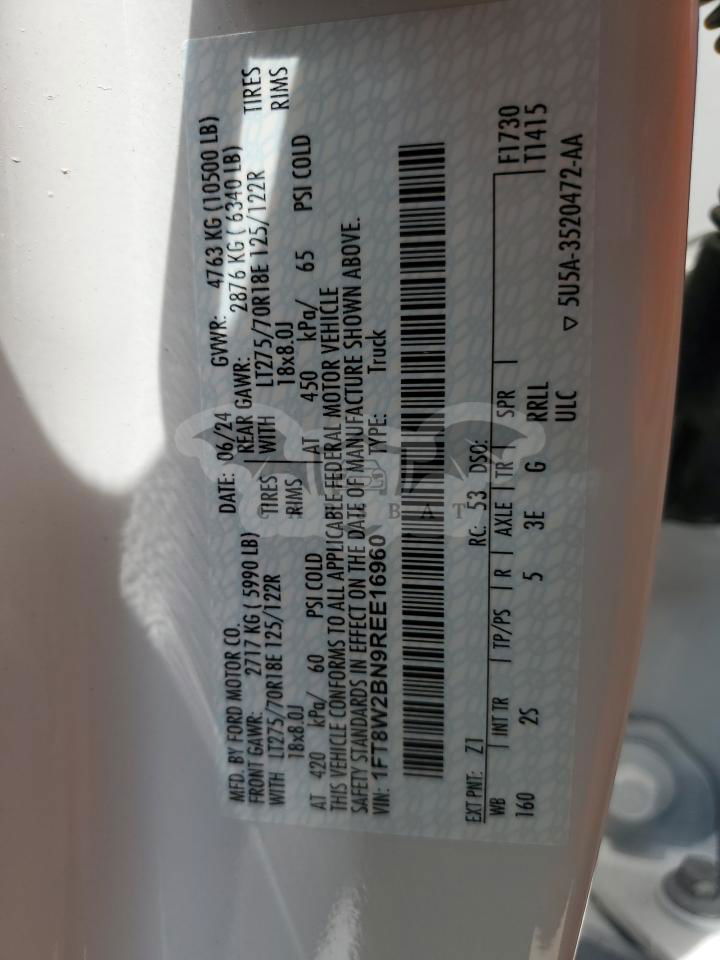 MFD. BY FORD MOTOR CO.
DATE: 06/24 GVWR: 4763 KG (10500 LB)
FRONT GAWR: 2717 KG ( 5990 LB) REAR GAWR: 2876 KG ( 6340 LB)
WITH LT275/70R18E 125/122R TIRES WITH LT275/70R18E 125/122R TIRES
18x8.0J RIMS 18x8.0J RIMS
AT 420 kPa/ 60 PSI COLD AT 450 kPa/ 65 PSI COLD
THIS VEHICLE CONFORMS TO ALL APPLICABLE FEDERAL MOTOR VEHICLE
SAFETY STANDARDS IN EFFECT ON THE DATE OF MANUFACTURE SHOWN ABOVE.
VIN: 1FT8W2BN9REE16960 TYPE: Truck
EXT PNT: Z1 RC: 53 DSO:
WB INT TR TP/PS R AXLE TR SPR F1730
T1415
160 2S 5 3E G RRLL
ULC ▽ 5U5A-3520472-AA